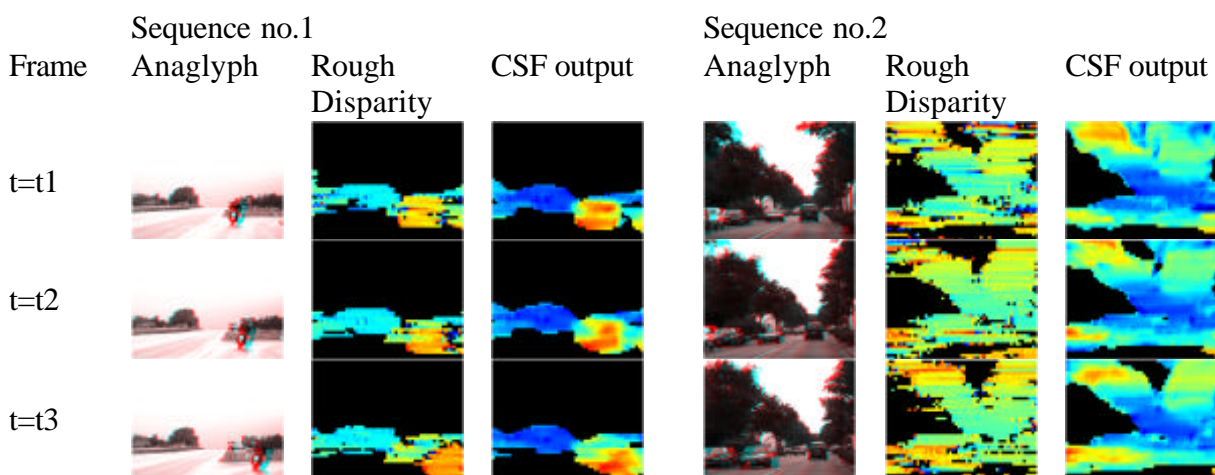 Sequence no.1 Sequence no.2
Frame Anaglyph Rough Disparity CSF output Anaglyph Rough Disparity CSF output
t=t1
t=t2
t=t3